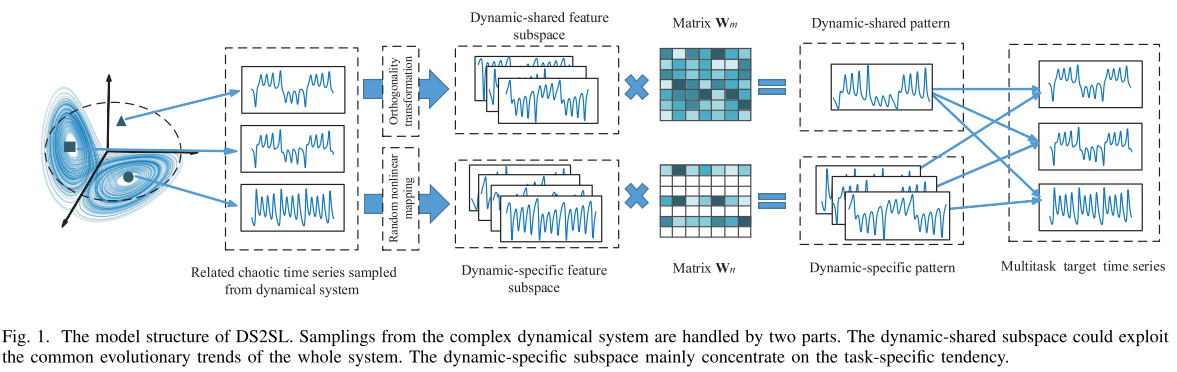 Dynamic-shared feature
subspace
Matrix Wm
Dynamic-shared pattern
Orthogonality
transformation
Random nonlinear
mapping
Related chaotic time series sampled
from dynamical system
Dynamic-specific feature
subspace
Matrix Wn
Dynamic-specific pattern
Multitask target time series
Fig. 1. The model structure of DS2SL. Samplings from the complex dynamical system are handled by two parts. The dynamic-shared subspace could exploit
the common evolutionary trends of the whole system. The dynamic-specific subspace mainly concentrate on the task-specific tendency.